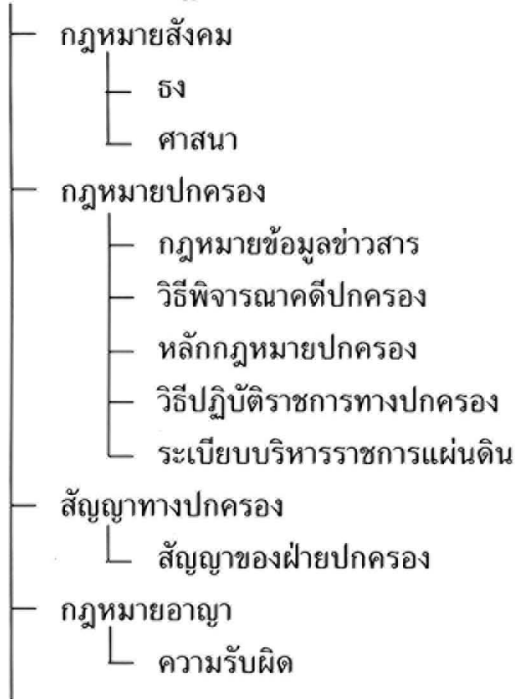 กฎหมายสังคม
ธง
ศาสนา
กฎหมายปกครอง
กฎหมายข้อมูลข่าวสาร
วิธีพิจารณาคดีปกครอง
หลักกฎหมายปกครอง
วิธีปฏิบัติราชการทางปกครอง
ระเบียบบริหารราชการแผ่นดิน
สัญญาทางปกครอง
สัญญาของฝ่ายปกครอง
กฎหมายอาญา
ความรับผิด